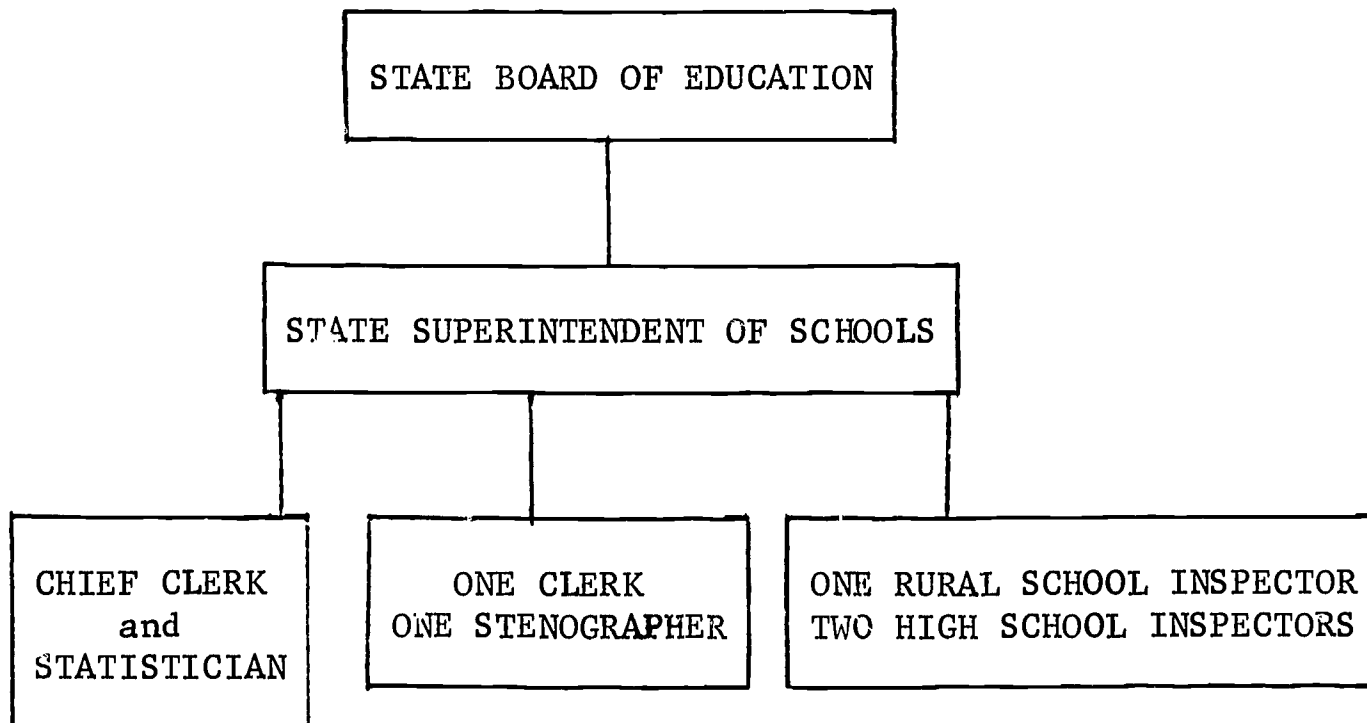 STATE BOARD OF EDUCATION
STATE SUPERINTENDENT OF SCHOOLS
CHIEF CLERK
and
STATISTICIAN
ONE CLERK
ONE STENOGRAPHER
ONE RURAL SCHOOL INSPECTOR
TWO HIGH SCHOOL INSPECTORS